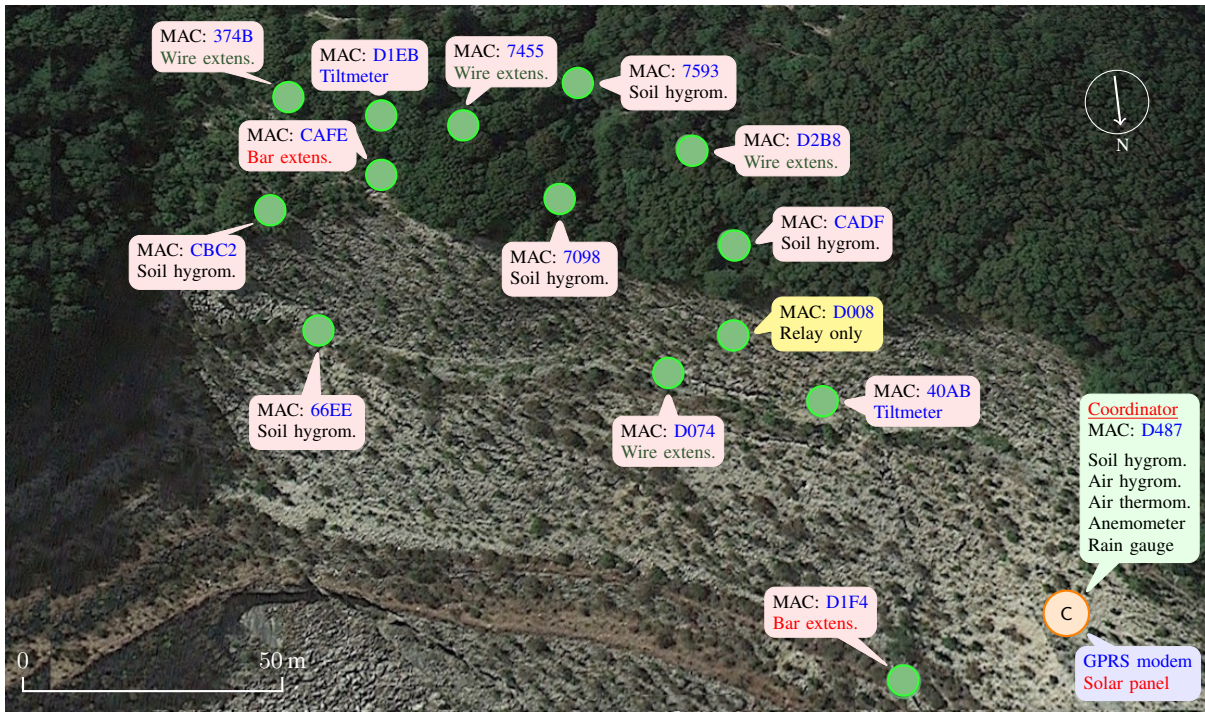 MAC: 374B
Wire extens.
MAC: D1EB
Tiltmeter
MAC: 7455
Wire extens.
MAC: 7593
Soil hygrom.
MAC: CAFE
Bar extens.
MAC: D2B8
Wire extens.
N
MAC: CBC2
Soil hygrom.
MAC: 7098
Soil hygrom.
MAC: CADF
Soil hygrom.
MAC: D008
Relay only
MAC: 66EE
Soil hygrom.
MAC: D074
Wire extens.
MAC: 40AB
Tiltmeter
Coordinator
MAC: D487
Soil hygrom.
Air hygrom.
Air thermom.
Anemometer
Rain gauge
MAC: D1F4
Bar extens.
C
GPRS modem
Solar panel
0 50 m